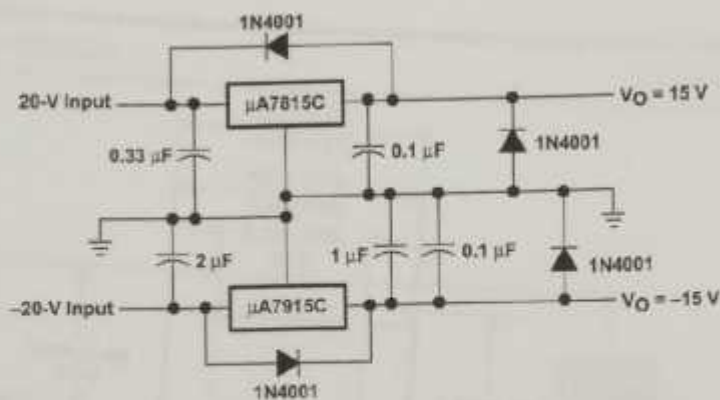 1N4001
20-V Input
μA7815C
VO = 15 V
0.33 μF
0.1 μF
1N4001
2 μF
1 μF
0.1 μF
1N4001
–20-V Input
μA7915C
VO = –15 V
1N4001